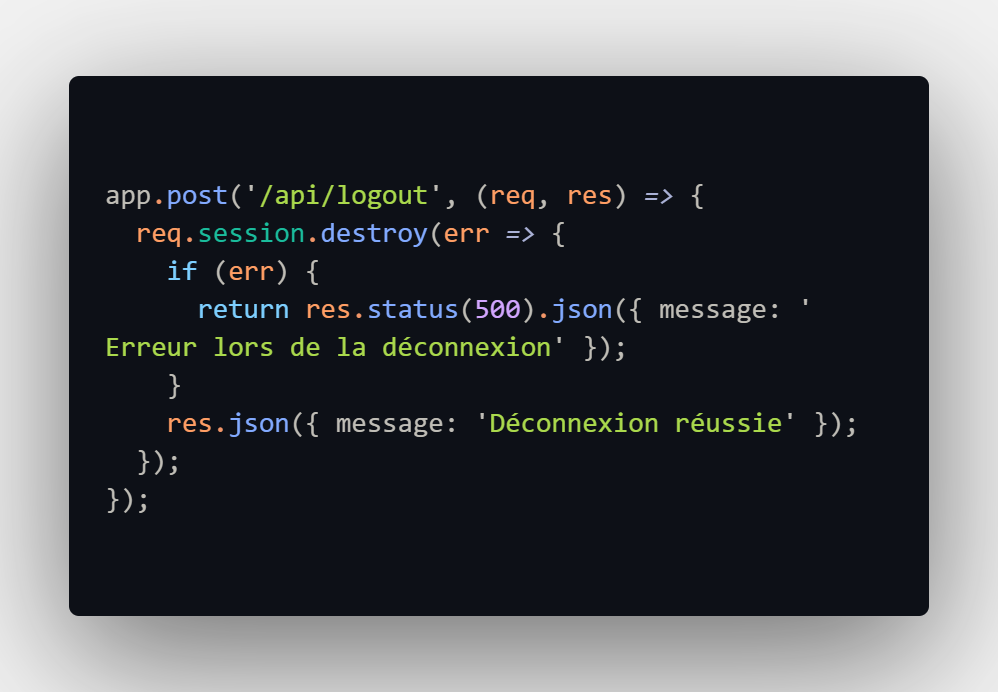 app.post('/api/logout', (req, res) => {
  req.session.destroy(err => {
    if (err) {
      return res.status(500).json({ message: '
Erreur lors de la déconnexion' });
    }
    res.json({ message: 'Déconnexion réussie' });
  });
});